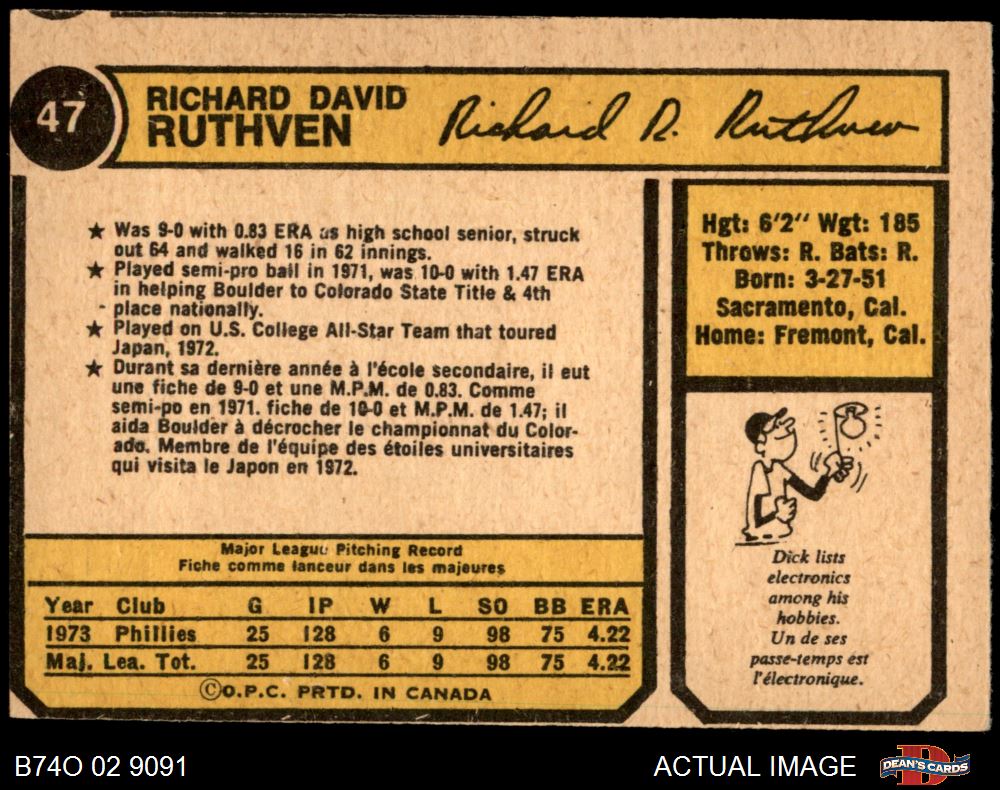 47
RICHARD DAVID
RUTHVEN
Richard D. Ruthven
★ Was 9-0 with 0.83 ERA as high school senior, struck
out 64 and walked 16 in 62 innings.
★ Played semi-pro ball in 1971, was 10-0 with 1.47 ERA
in helping Boulder to Colorado State Title & 4th
place nationally.
★ Played on U.S. College All-Star Team that toured
Japan, 1972.
★ Durant sa dernière année à l'école secondaire, il eut
une fiche de 9-0 et une M.P.M. de 0.83. Comme
semi-po en 1971. fiche de 10-0 et M.P.M. de 1.47; il
aida Boulder à décrocher le championnat du Color-
ado. Membre de l'équipe des étoiles universitaires
qui visita le Japon en 1972.
Hgt: 6'2'' Wgt: 185
Throws: R. Bats: R.
Born: 3-27-51
Sacramento, Cal.
Home: Fremont, Cal.
Dick lists
electronics
among his
hobbies.
Un de ses
passe-temps est
l'électronique.
Major League Pitching Record
Fiche comme lanceur dans les majeures
Year Club G IP W L SO BB ERA
1973 Phillies 25 128 6 9 98 75 4.22
Maj. Lea. Tot. 25 128 6 9 98 75 4.22
©O.P.C. PRTD. IN CANADA
B74O 02 9091
ACTUAL IMAGE
DEAN'S CARDS